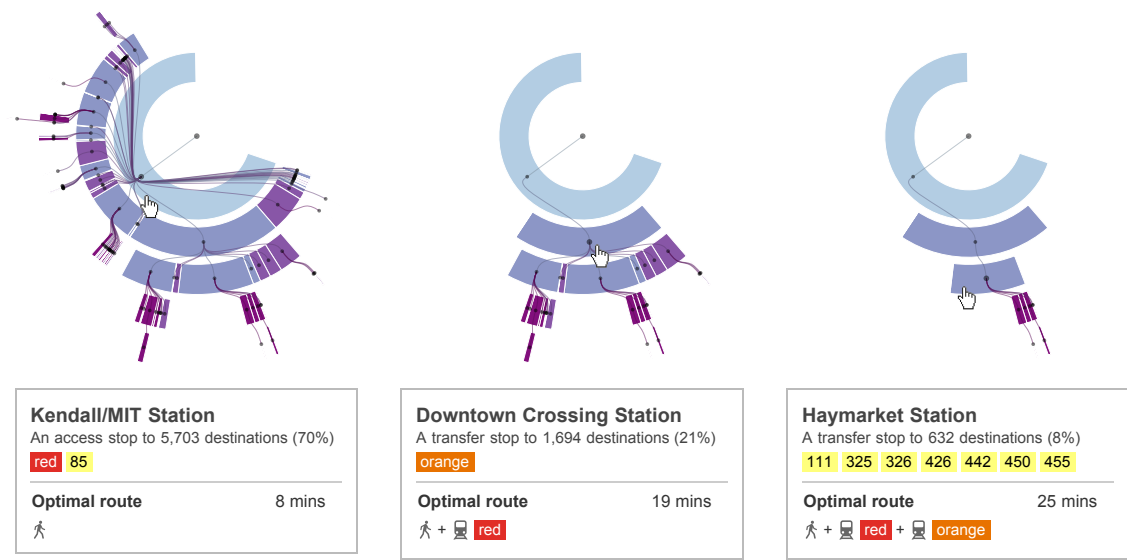 Kendall/MIT Station
An access stop to 5,703 destinations (70%)
red 85
Optimal route 8 mins
+ red
Downtown Crossing Station
A transfer stop to 1,694 destinations (21%)
orange
Optimal route 19 mins
+ red
Haymarket Station
A transfer stop to 632 destinations (8%)
111 325 326 426 442 450 455
Optimal route 25 mins
+ red + orange